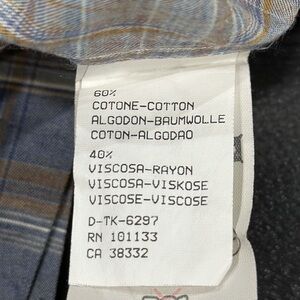 60%
COTONE-COTTON
ALGODON-BAUMWOLLE
COTON-ALGODAO
40%
VISCOSA-RAYON
VISCOSA-VISKOSE
VISCOSE-VISCOSE
D-TK-6297
RN 101133
CA 38332